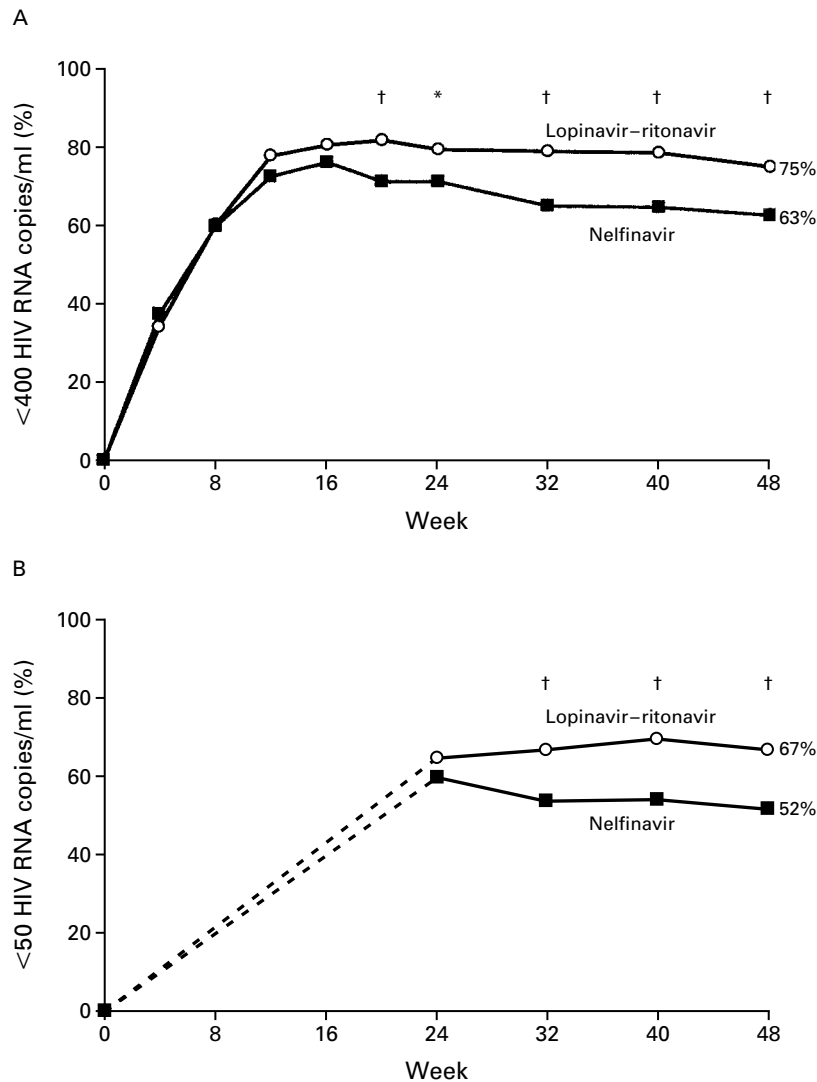 A
<400 HIV RNA copies/ml (%)
100
80
60
40
20
0
† * † † †
Lopinavir–ritonavir
75%
63%
Nelfinavir
0 8 16 24 32 40 48
Week
B
<50 HIV RNA copies/ml (%)
100
80
60
40
20
0
† † †
Lopinavir–ritonavir
67%
52%
Nelfinavir
0 8 16 24 32 40 48
Week